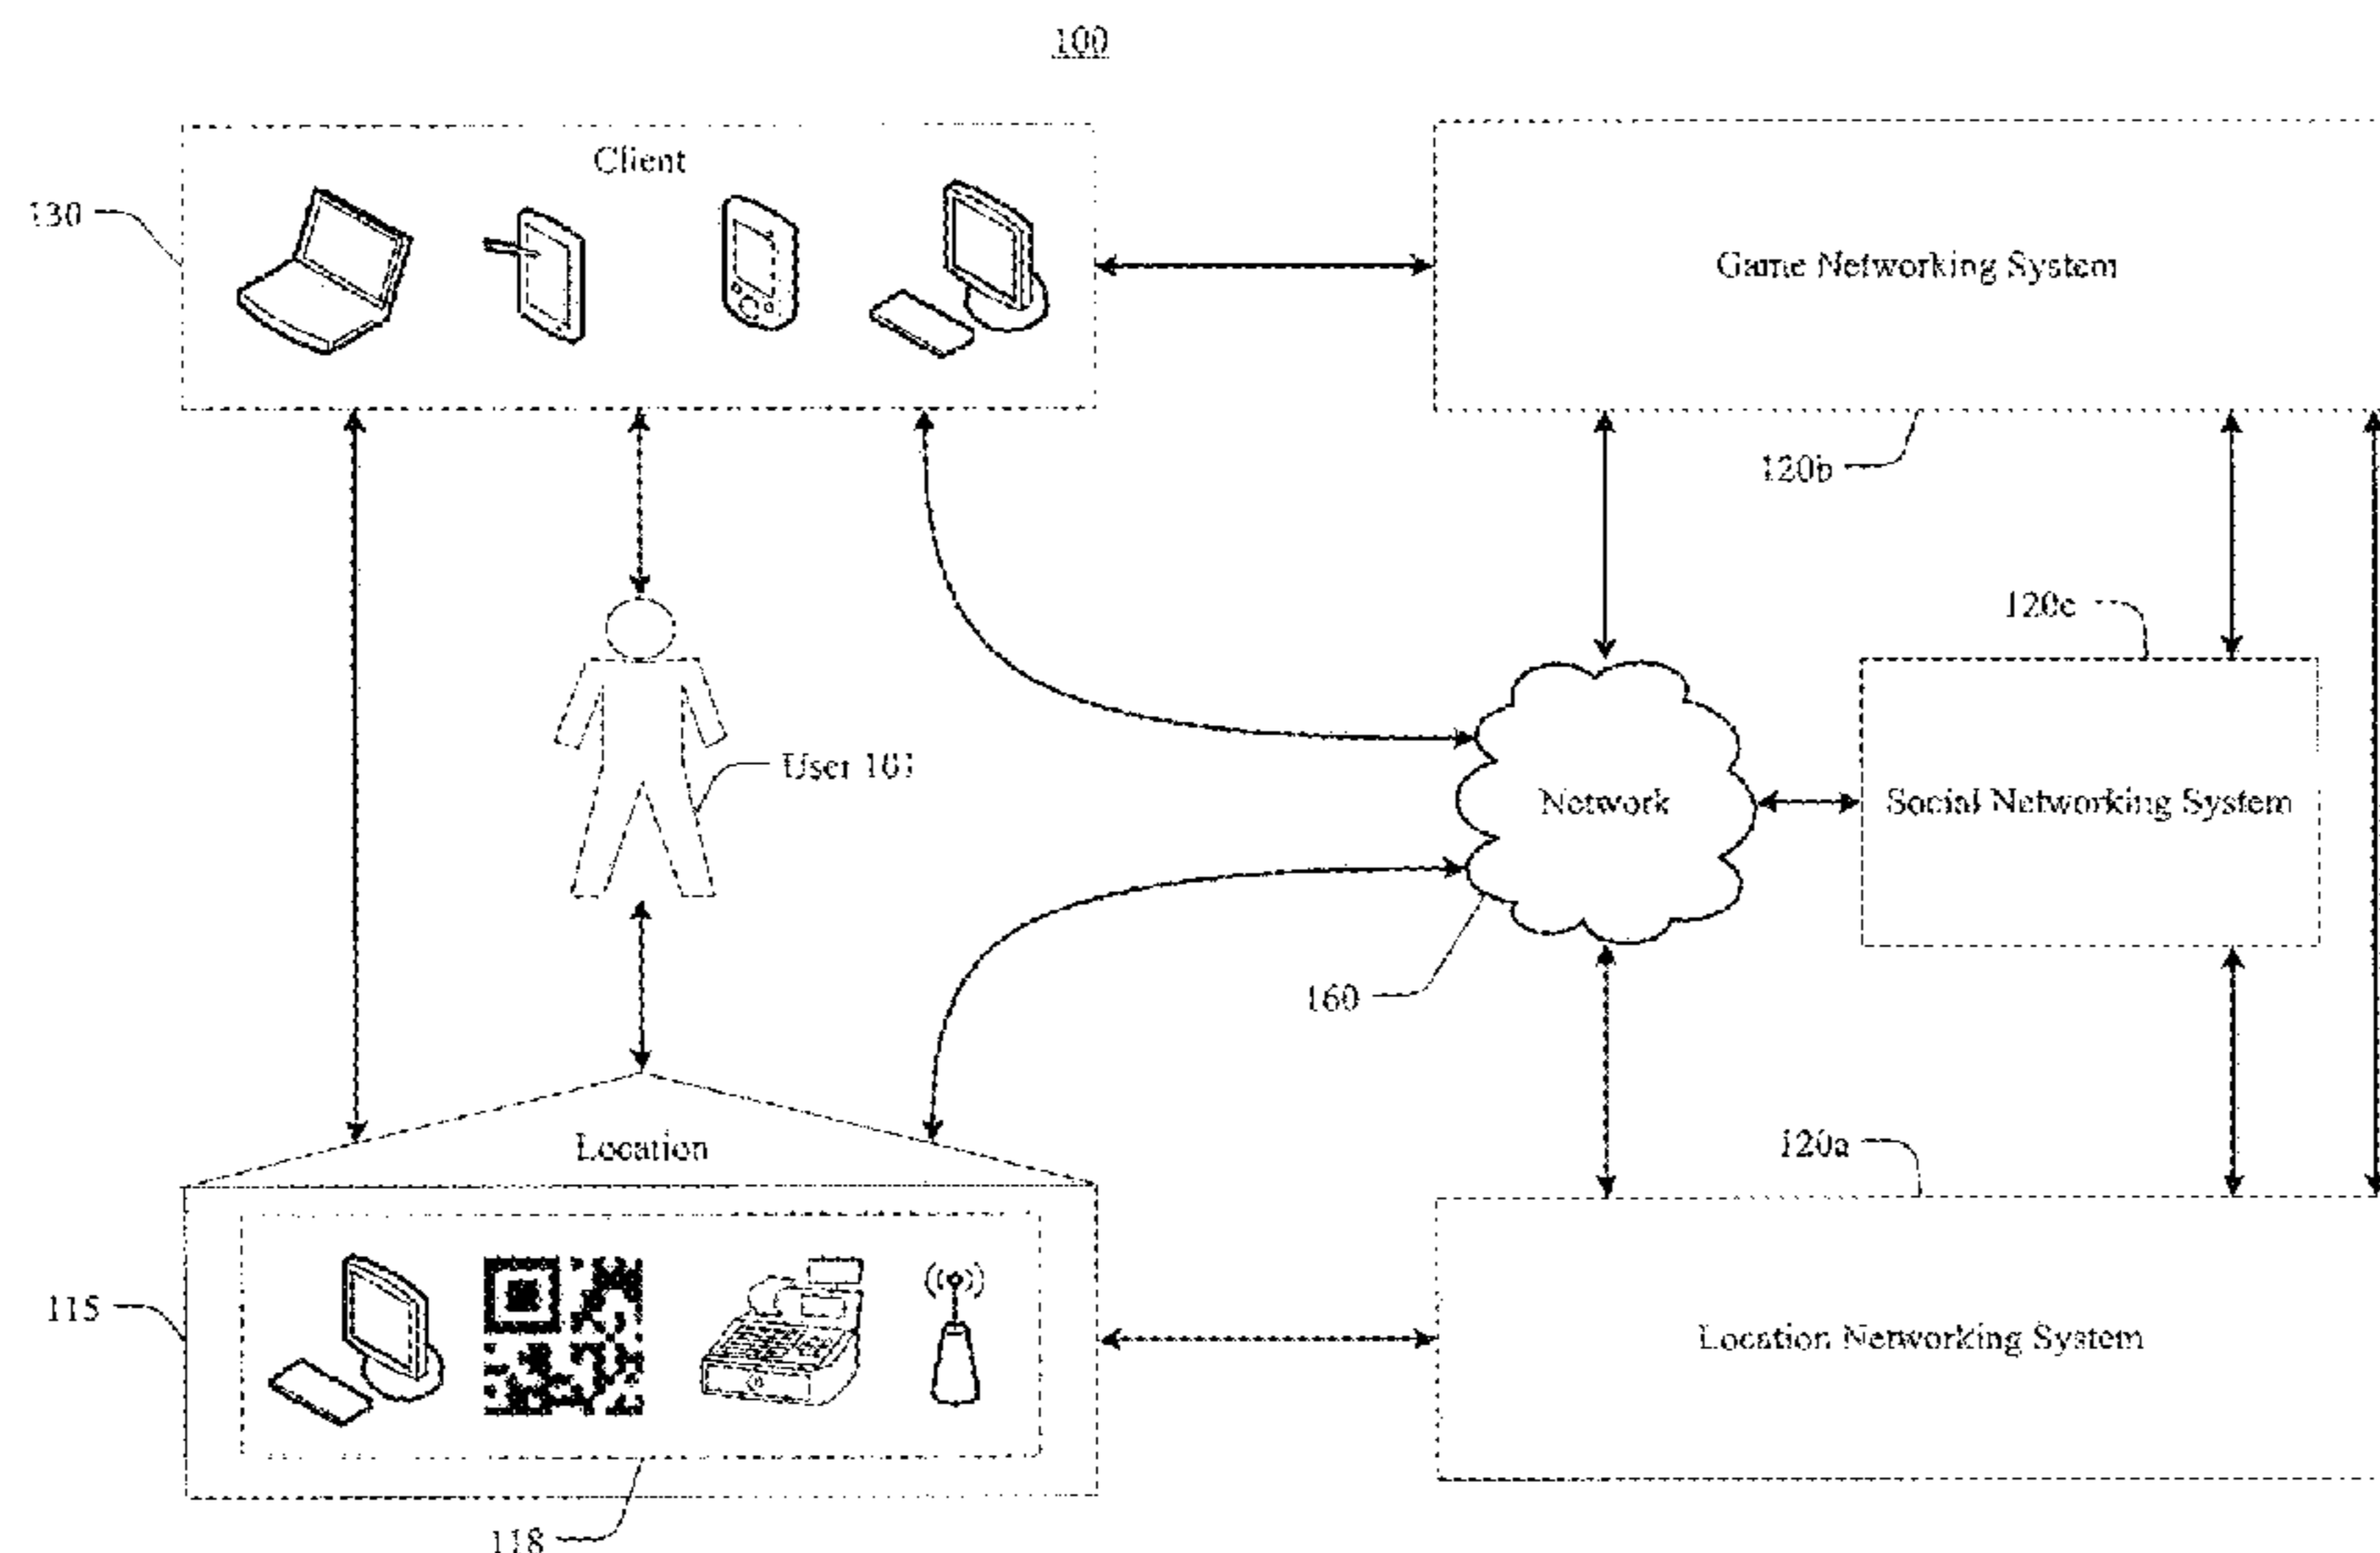 100
Client
130
Game Networking System
120b
120c
User 101
Network
Social Networking System
160
Location
120a
115
Location Networking System
118